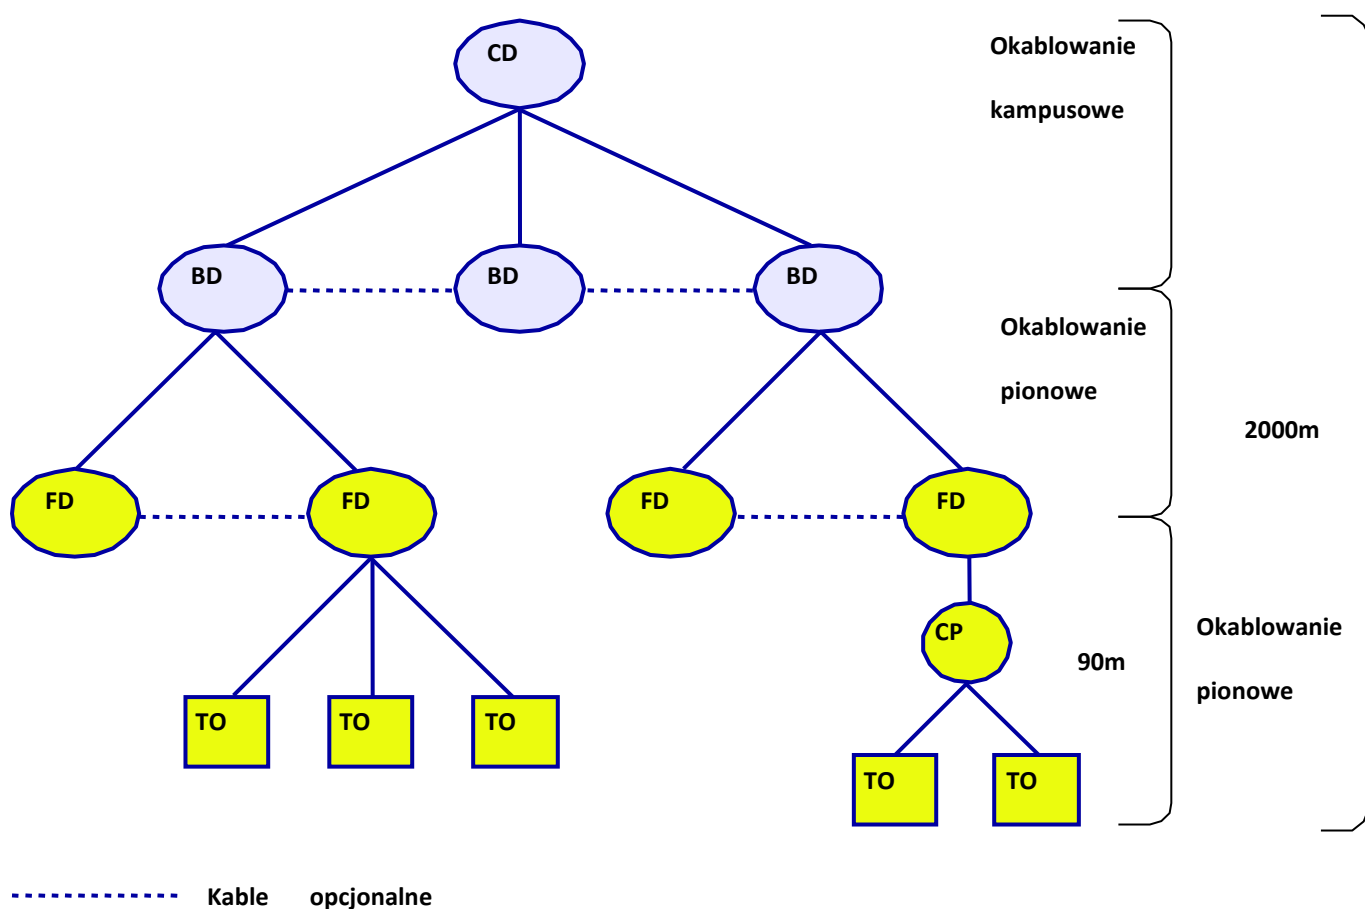 CD
Okablowanie
kampusowe
BD
BD
BD
Okablowanie
pionowe
2000m
FD
FD
FD
FD
CP
90m
Okablowanie
pionowe
TO
TO
TO
TO
TO
Kable opcjonalne